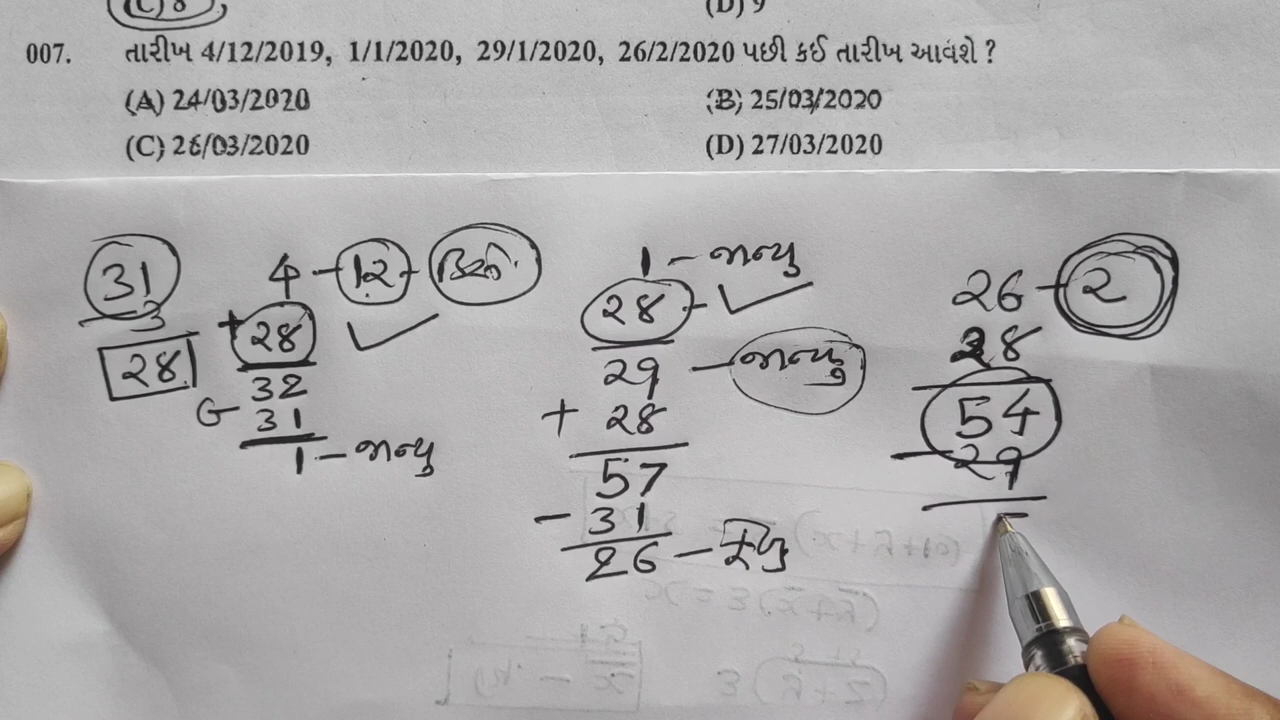 (C) 8
(D) 9
007. તારીખ 4/12/2019, 1/1/2020, 29/1/2020, 26/2/2020 પછી કઈ તારીખ આવશે ?
(A) 24/03/2020
(B) 25/03/2020
(C) 26/03/2020
(D) 27/03/2020
31
3
28
4 - 12 - ડિસે.
+ 28
32
31
1 - જાન્યુ
1 - જાન્યુ
28 -
29 - જાન્યુ
+ 28
57
- 31
26 - ફેબ્રુ
26 - 2
28
54
- 29